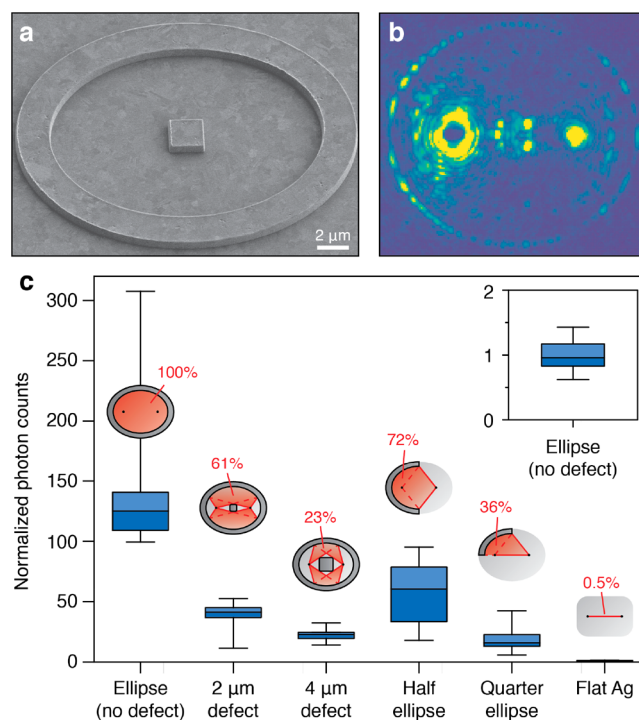 a
b
2 µm
c
Normalized photon counts
300
250
200
150
100
50
0
100%
61%
23%
72%
36%
0.5%
2
1
0
Ellipse
(no defect)
Ellipse
(no defect)
2 µm
defect
4 µm
defect
Half
ellipse
Quarter
ellipse
Flat Ag